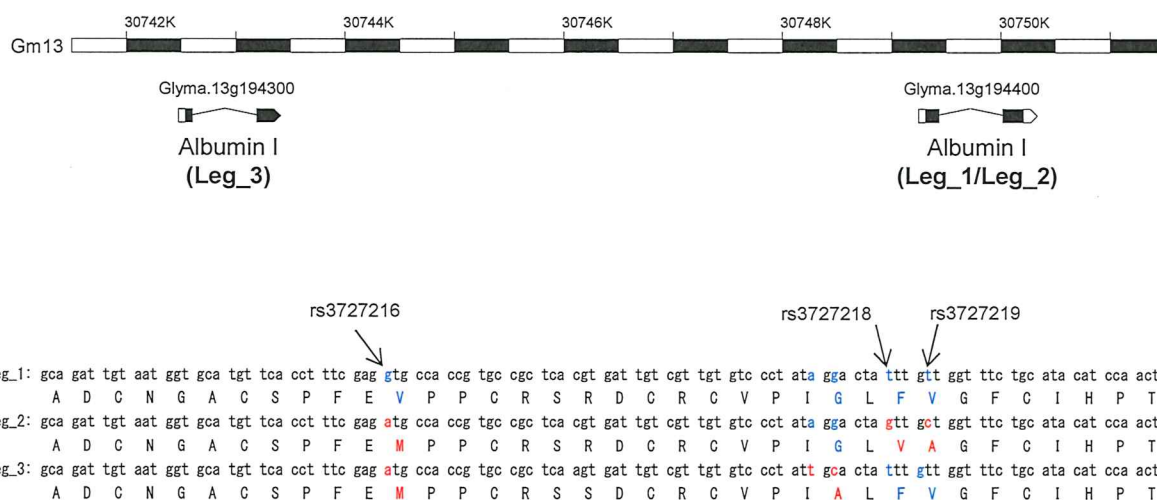 30742K 30744K 30746K 30748K 30750K
Gm13
Glyma.13g194300 Glyma.13g194400
Albumin I Albumin I
(Leg_3) (Leg_1/Leg_2)
rs3727216 rs3727218 rs3727219
eg_1: gca gat tgt aat ggt gca tgt tca cct ttc gag gtg cca ccg tgc cgc tca cgt gat tgt cgt tgt gtc cct ata gga cta ttt gtt ggt ttc tgc ata cat cca act
A D C N G A C S P F E V P P C R S R D C R C V P I G L F V G F C I H P T
eg_2: gca gat tgt aat ggt gca tgt tca cct ttc gag atg cca ccg tgc cgc tca cgt gat tgt cgt tgt gtc cct ata gga cta gtt gct ggt ttc tgc ata cat cca act
A D C N G A C S P F E M P P C R S R D C R C V P I G L V A G F C I H P T
eg_3: gca gat tgt aat ggt gca tgt tca cct ttc gag atg cca ccg tgc cgc tca agt gat tgt cgt tgt gtc cct att gca cta ttt gtt ggt ttc tgc ata cat cca act
A D C N G A C S P F E M P P C R S S D C R C V P I A L F V G F C I H P T